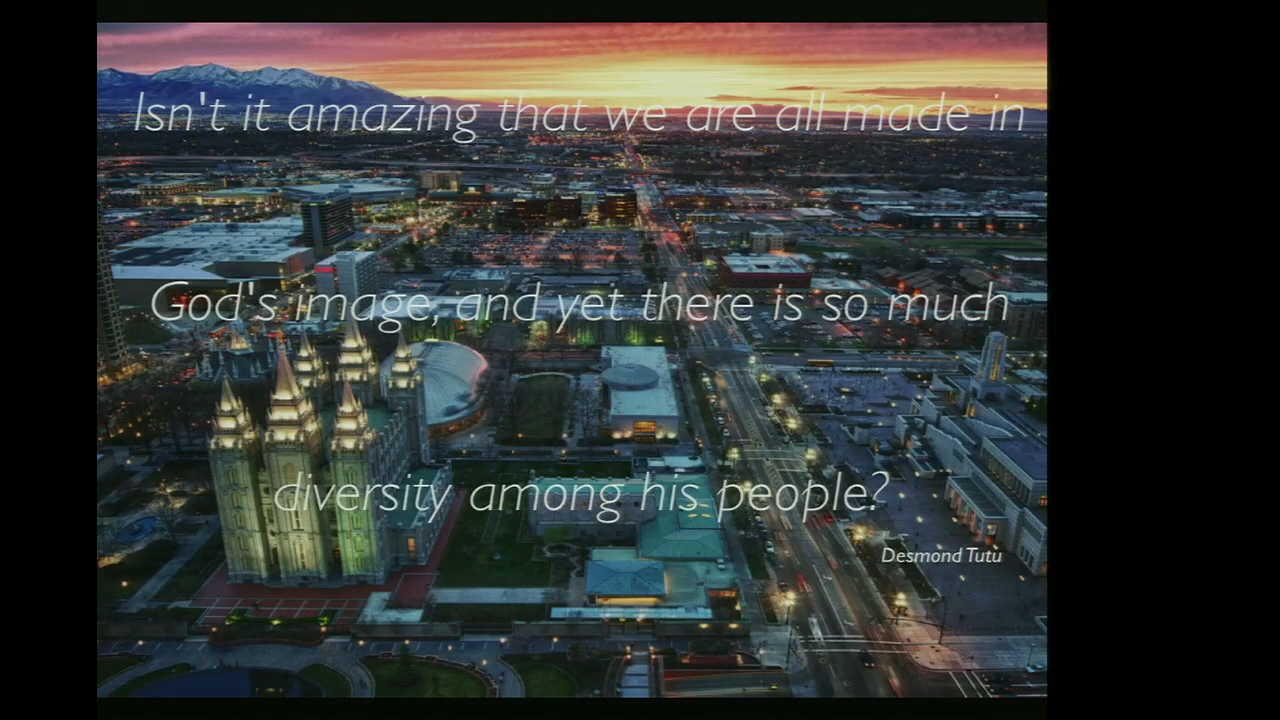 Isn't it amazing that we are all made in
God's image, and yet there is so much
diversity among his people?
Desmond Tutu